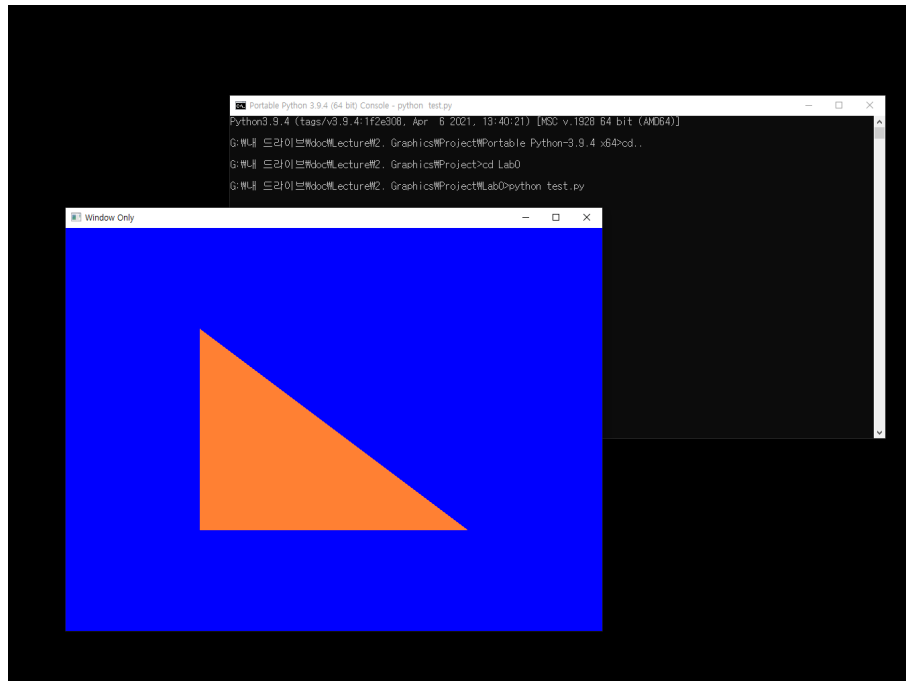 Portable Python 3.9.4 (64 bit) Console - python  test.py
Python3.9.4 (tags/v3.9.4:1f2e308, Apr  6 2021, 13:40:21) [MSC v.1928 64 bit (AMD64)]
G:₩내 드라이브₩doc₩Lecture₩2. Graphics₩Project₩Portable Python-3.9.4 x64>cd..
G:₩내 드라이브₩doc₩Lecture₩2. Graphics₩Project>cd Lab0
G:₩내 드라이브₩doc₩Lecture₩2. Graphics₩Project₩Lab0>python test.py
Window Only